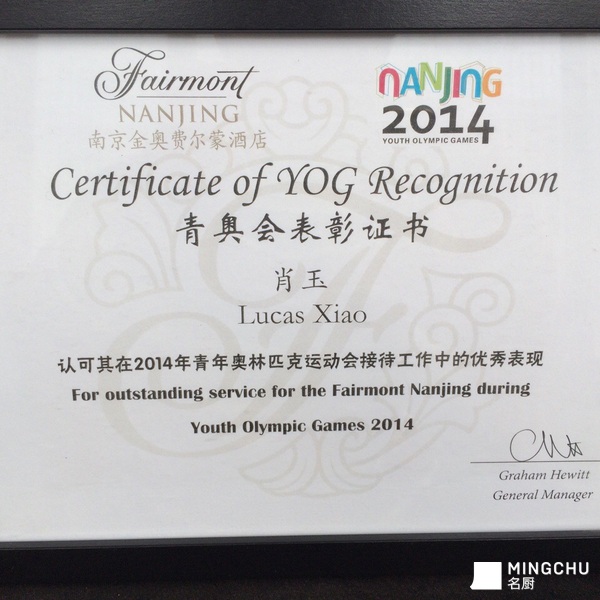 Fairmont
NANJING
南京金奥费尔蒙酒店
NANJING
2014
YOUTH OLYMPIC GAMES
Certificate of YOG Recognition
青奥会表彰证书
肖玉
Lucas Xiao
认可其在2014年青年奥林匹克运动会接待工作中的优秀表现
For outstanding service for the Fairmont Nanjing during
Youth Olympic Games 2014
Graham Hewitt
General Manager
MINGCHU
名厨